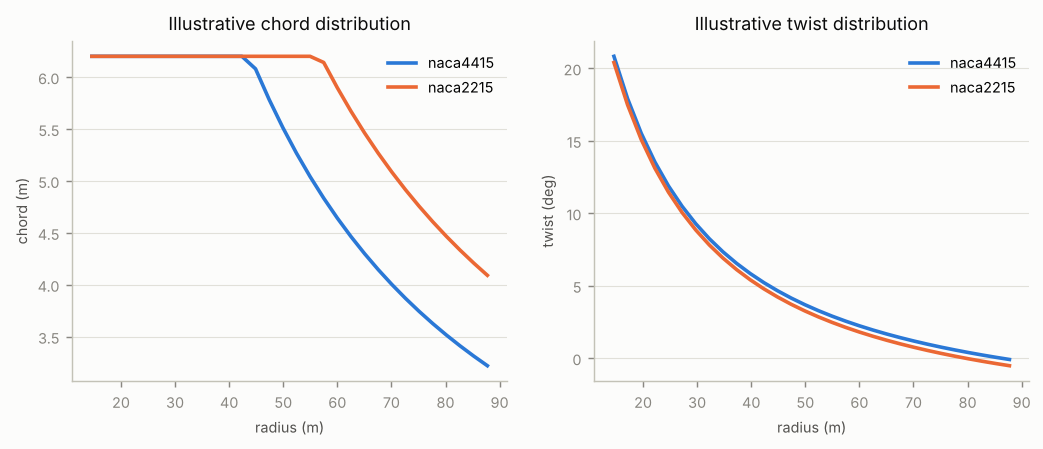 Illustrative chord distribution
naca4415
naca2215
6.0
5.5
5.0
4.5
4.0
3.5
chord (m)
20 30 40 50 60 70 80 90
radius (m)
Illustrative twist distribution
naca4415
naca2215
20
15
10
5
0
twist (deg)
20 30 40 50 60 70 80 90
radius (m)